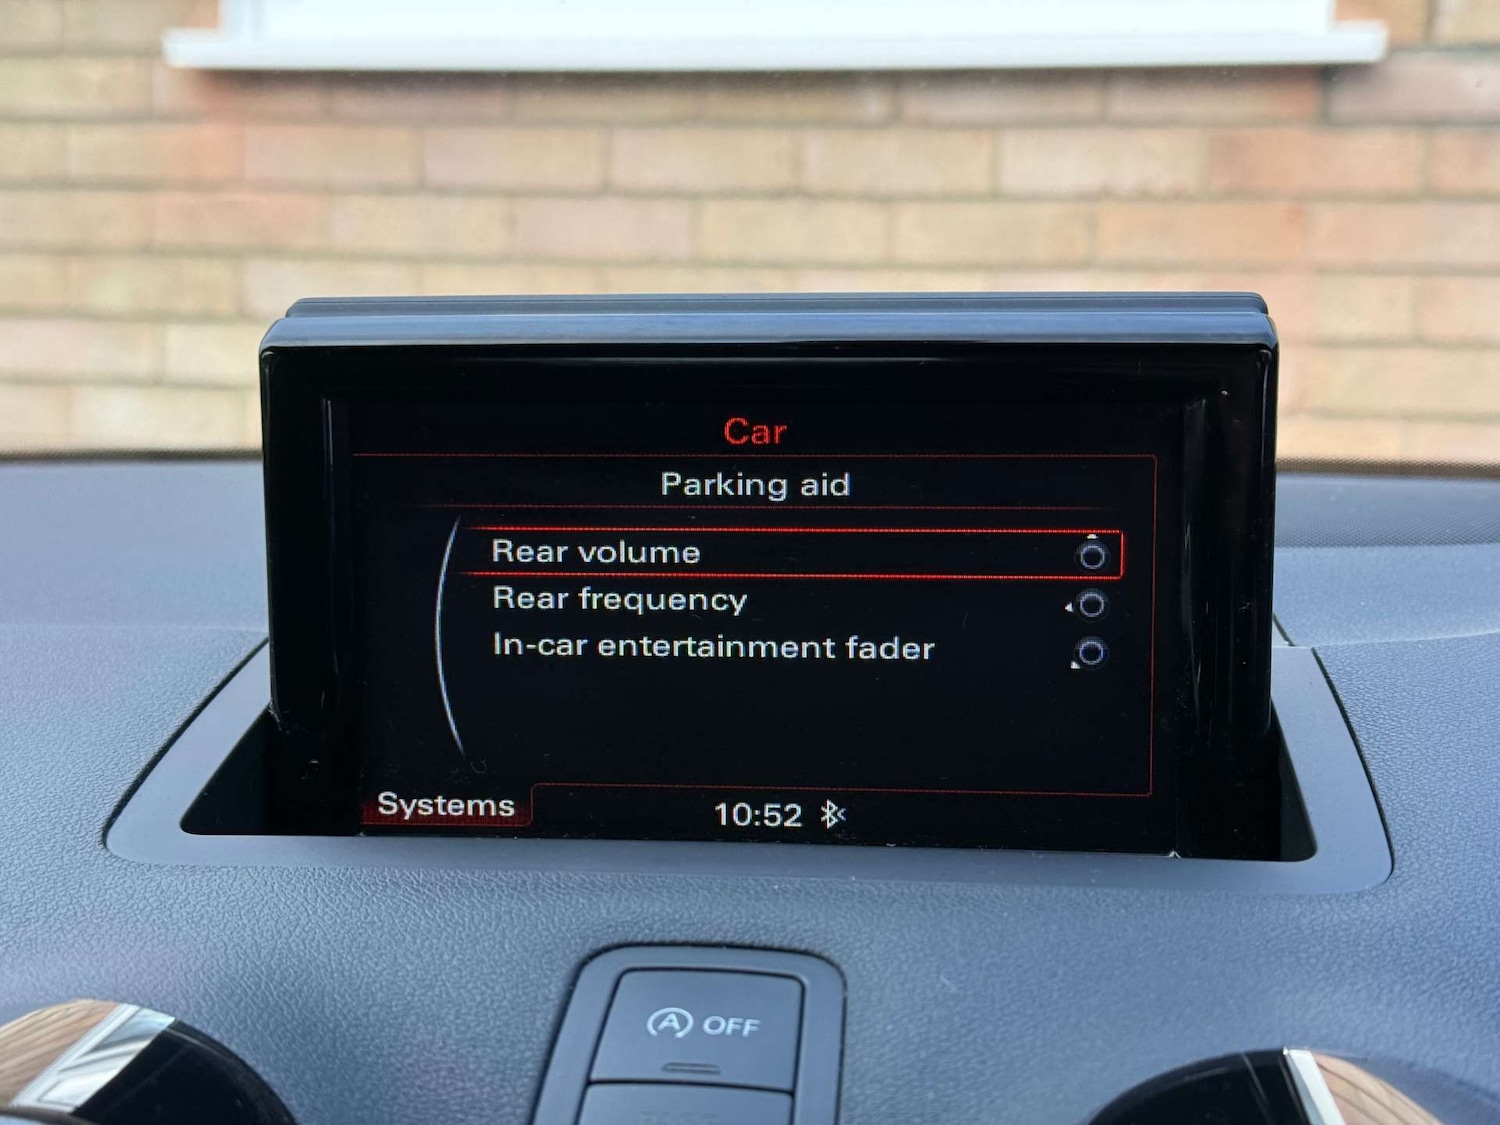 Car
Parking aid
Rear volume
Rear frequency
In-car entertainment fader
Systems
10:52
A OFF